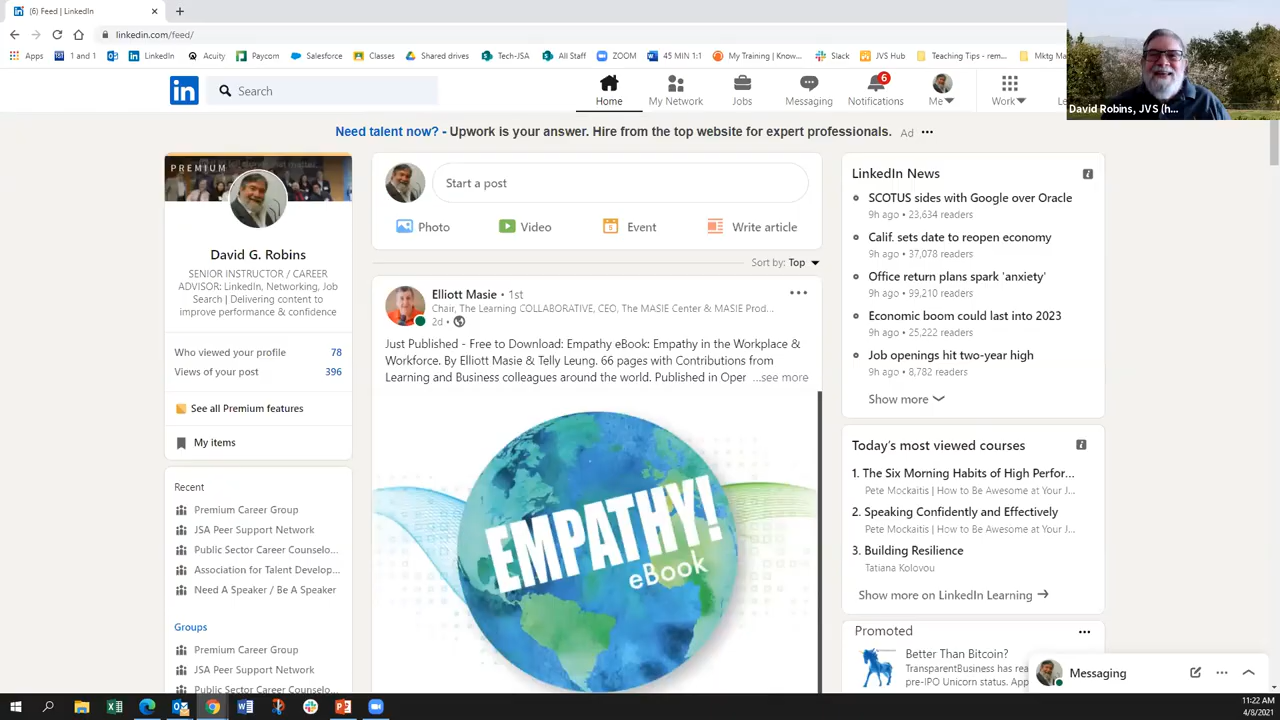 (6) Feed | LinkedIn
linkedin.com/feed/
Apps
1 and 1
LinkedIn
Acuity
Paycom
Salesforce
Classes
Shared drives
Tech-JSA
All Staff
ZOOM
45 MIN 1:1
My Training | Know...
Slack
JVS Hub
Teaching Tips - rem...
Mktg Ma
David Robins, JVS (h...
in
Search
Home
My Network
Jobs
Messaging
6
Notifications
Me
Work
Need talent now? - Upwork is your answer. Hire from the top website for expert professionals. Ad
PREMIUM
David G. Robins
SENIOR INSTRUCTOR / CAREER
ADVISOR: LinkedIn, Networking, Job
Search | Delivering content to
improve performance & confidence
Who viewed your profile 78
Views of your post 396
See all Premium features
My items
Recent
Premium Career Group
JSA Peer Support Network
Public Sector Career Counselo...
Association for Talent Develop...
Need A Speaker / Be A Speaker
Groups
Premium Career Group
JSA Peer Support Network
Public Sector Career Counselo...
Start a post
Photo
Video
Event
Write article
Sort by: Top
Elliott Masie • 1st
Chair, The Learning COLLABORATIVE, CEO, The MASIE Center & MASIE Prod...
2d •
Just Published - Free to Download: Empathy eBook: Empathy in the Workplace &
Workforce. By Elliott Masie & Telly Leung. 66 pages with Contributions from
Learning and Business colleagues around the world. Published in Oper ...see more
EMPATHY!
eBook
LinkedIn News
SCOTUS sides with Google over Oracle
9h ago • 23,634 readers
Calif. sets date to reopen economy
9h ago • 37,078 readers
Office return plans spark 'anxiety'
9h ago • 99,210 readers
Economic boom could last into 2023
9h ago • 25,222 readers
Job openings hit two-year high
9h ago • 8,782 readers
Show more
Today's most viewed courses
1. The Six Morning Habits of High Perfor...
Pete Mockaitis | How to Be Awesome at Your J...
2. Speaking Confidently and Effectively
Pete Mockaitis | How to Be Awesome at Your J...
3. Building Resilience
Tatiana Kolovou
Show more on LinkedIn Learning
Promoted
Better Than Bitcoin?
TransparentBusiness has rea
pre-IPO Unicorn status. App
Messaging
11:22 AM
4/8/2021